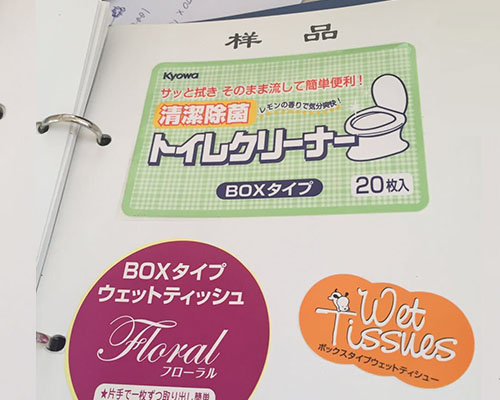 样 品
Kyowa
サッと拭き そのまま流して簡単便利！
清潔除菌
レモンの香りで気分爽快！
トイレクリーナー
BOXタイプ
20枚入
BOXタイプ
ウェットティッシュ
Floral
フローラル
★片手で一枚ずつ取り出し簡単
Wet
Tissues
ボックスタイプウェットティシュー